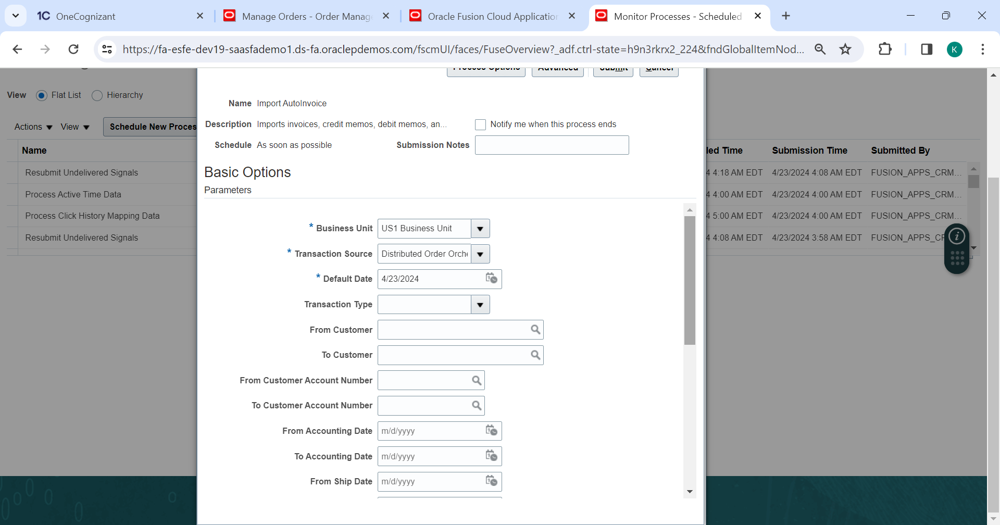 OneCognizant
Manage Orders - Order Manag
Oracle Fusion Cloud Application
Monitor Processes - Scheduled
https://fa-esfe-dev19-saasfademo1.ds-fa.oraclepdemos.com/fscmUI/faces/FuseOverview?_adf.ctrl-state=h9n3rkrx2_224&fndGlobalItemNod...
K
Process Options Advanced Submit Cancel
View Flat List Hierarchy
Name Import AutoInvoice
Actions View Schedule New Proces
Description Imports invoices, credit memos, debit memos, an... Notify me when this process ends
Schedule As soon as possible Submission Notes
Name
led Time Submission Time Submitted By
Resubmit Undelivered Signals
4 4:18 AM EDT 4/23/2024 4:08 AM EDT FUSION_APPS_CRM...
Process Active Time Data
4 4:00 AM EDT 4/23/2024 4:00 AM EDT FUSION_APPS_CRM...
Process Click History Mapping Data
4 5:00 AM EDT 4/23/2024 4:00 AM EDT FUSION_APPS_CRM...
Resubmit Undelivered Signals
4 4:08 AM EDT 4/23/2024 3:58 AM EDT FUSION_APPS_CF
Basic Options
Parameters
* Business Unit US1 Business Unit
* Transaction Source Distributed Order Orche
* Default Date 4/23/2024
Transaction Type
From Customer
To Customer
From Customer Account Number
To Customer Account Number
From Accounting Date m/d/yyyy
To Accounting Date m/d/yyyy
From Ship Date m/d/yyyy